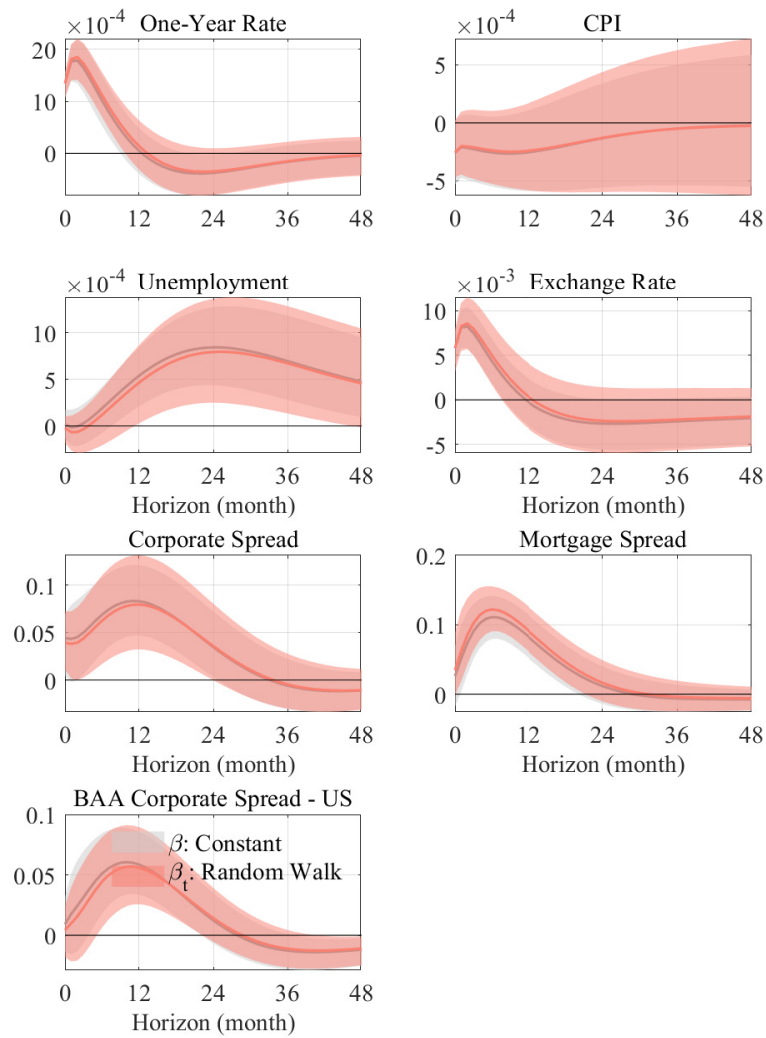 ×10⁻⁴ One-Year Rate
20
10
0
0 12 24 36 48
×10⁻⁴ CPI
5
0
-5
0 12 24 36 48
×10⁻⁴ Unemployment
10
5
0
0 12 24 36 48
Horizon (month)
×10⁻³ Exchange Rate
10
5
0
-5
0 12 24 36 48
Horizon (month)
Corporate Spread
0.1
0.05
0
0 12 24 36 48
Horizon (month)
Mortgage Spread
0.2
0.1
0
0 12 24 36 48
Horizon (month)
BAA Corporate Spread - US
0.1
0.05
0
β: Constant
βₜ: Random Walk
0 12 24 36 48
Horizon (month)